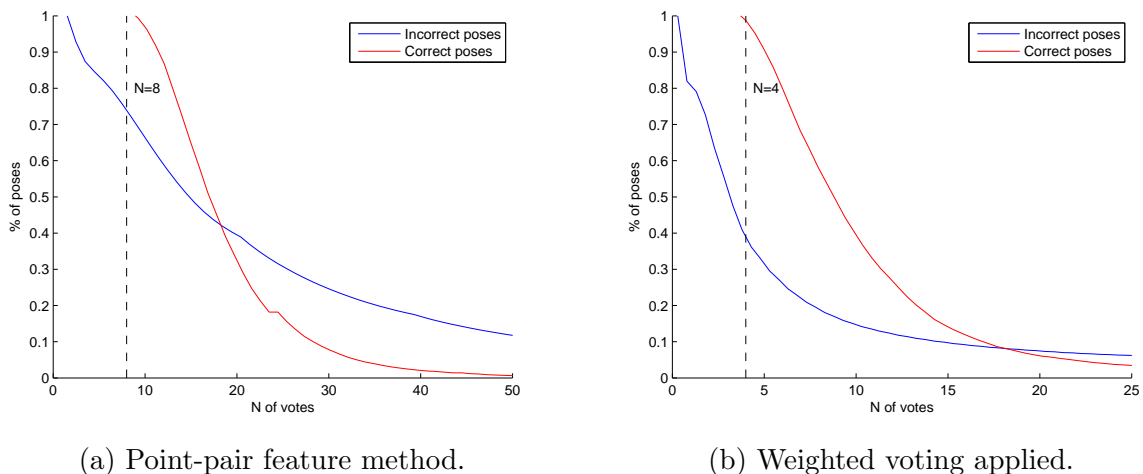 1
0.9
0.8
0.7
0.6
0.5
0.4
0.3
0.2
0.1
0
% of poses
0 10 20 30 40 50
N of votes
N=8
Incorrect poses
Correct poses
(a) Point-pair feature method.
1
0.9
0.8
0.7
0.6
0.5
0.4
0.3
0.2
0.1
0
% of poses
0 5 10 15 20 25
N of votes
N=4
Incorrect poses
Correct poses
(b) Weighted voting applied.